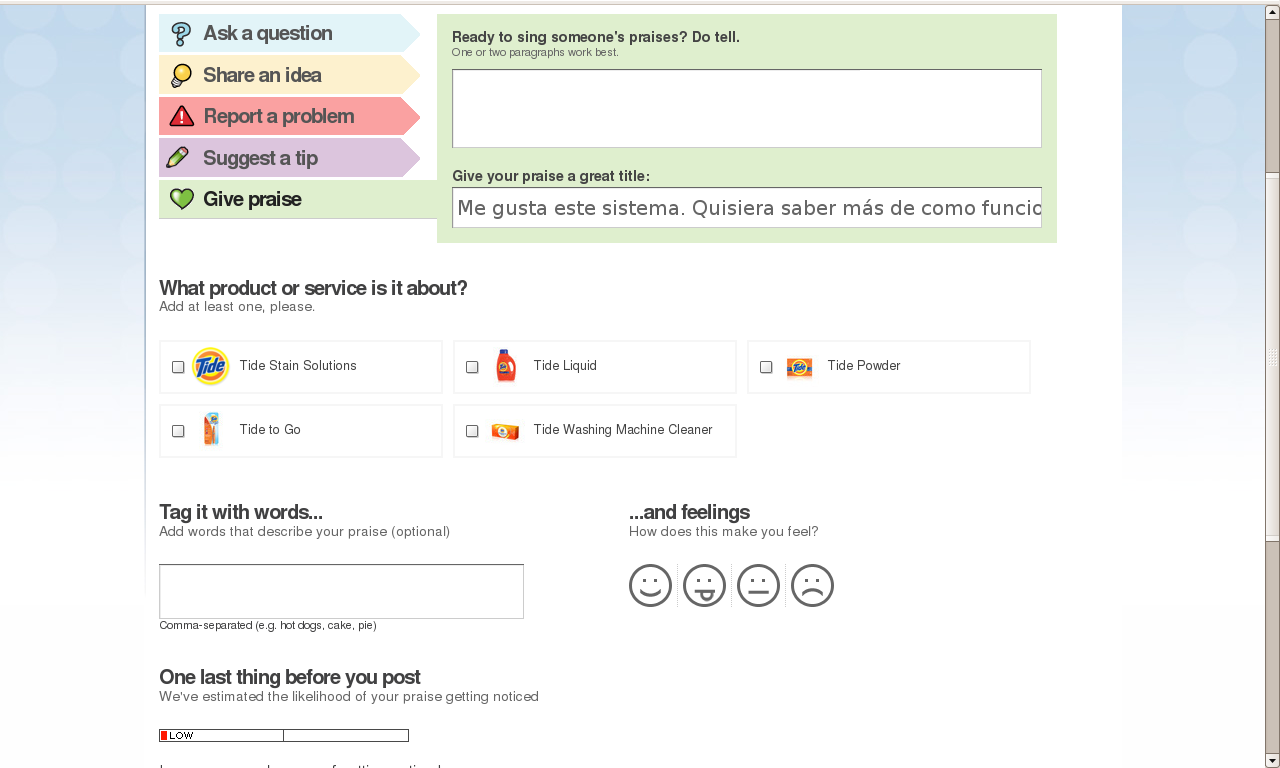 Ask a question
Share an idea
Report a problem
Suggest a tip
Give praise
Ready to sing someone's praises? Do tell.
One or two paragraphs work best.
Give your praise a great title:
Me gusta este sistema. Quisiera saber más de como funcio
What product or service is it about?
Add at least one, please.
Tide
Tide Stain Solutions
Tide Liquid
Tide Powder
Tide to Go
Tide Washing Machine Cleaner
Tag it with words...
Add words that describe your praise (optional)
Comma-separated (e.g. hot dogs, cake, pie)
...and feelings
How does this make you feel?
One last thing before you post
We've estimated the likelihood of your praise getting noticed
LOW